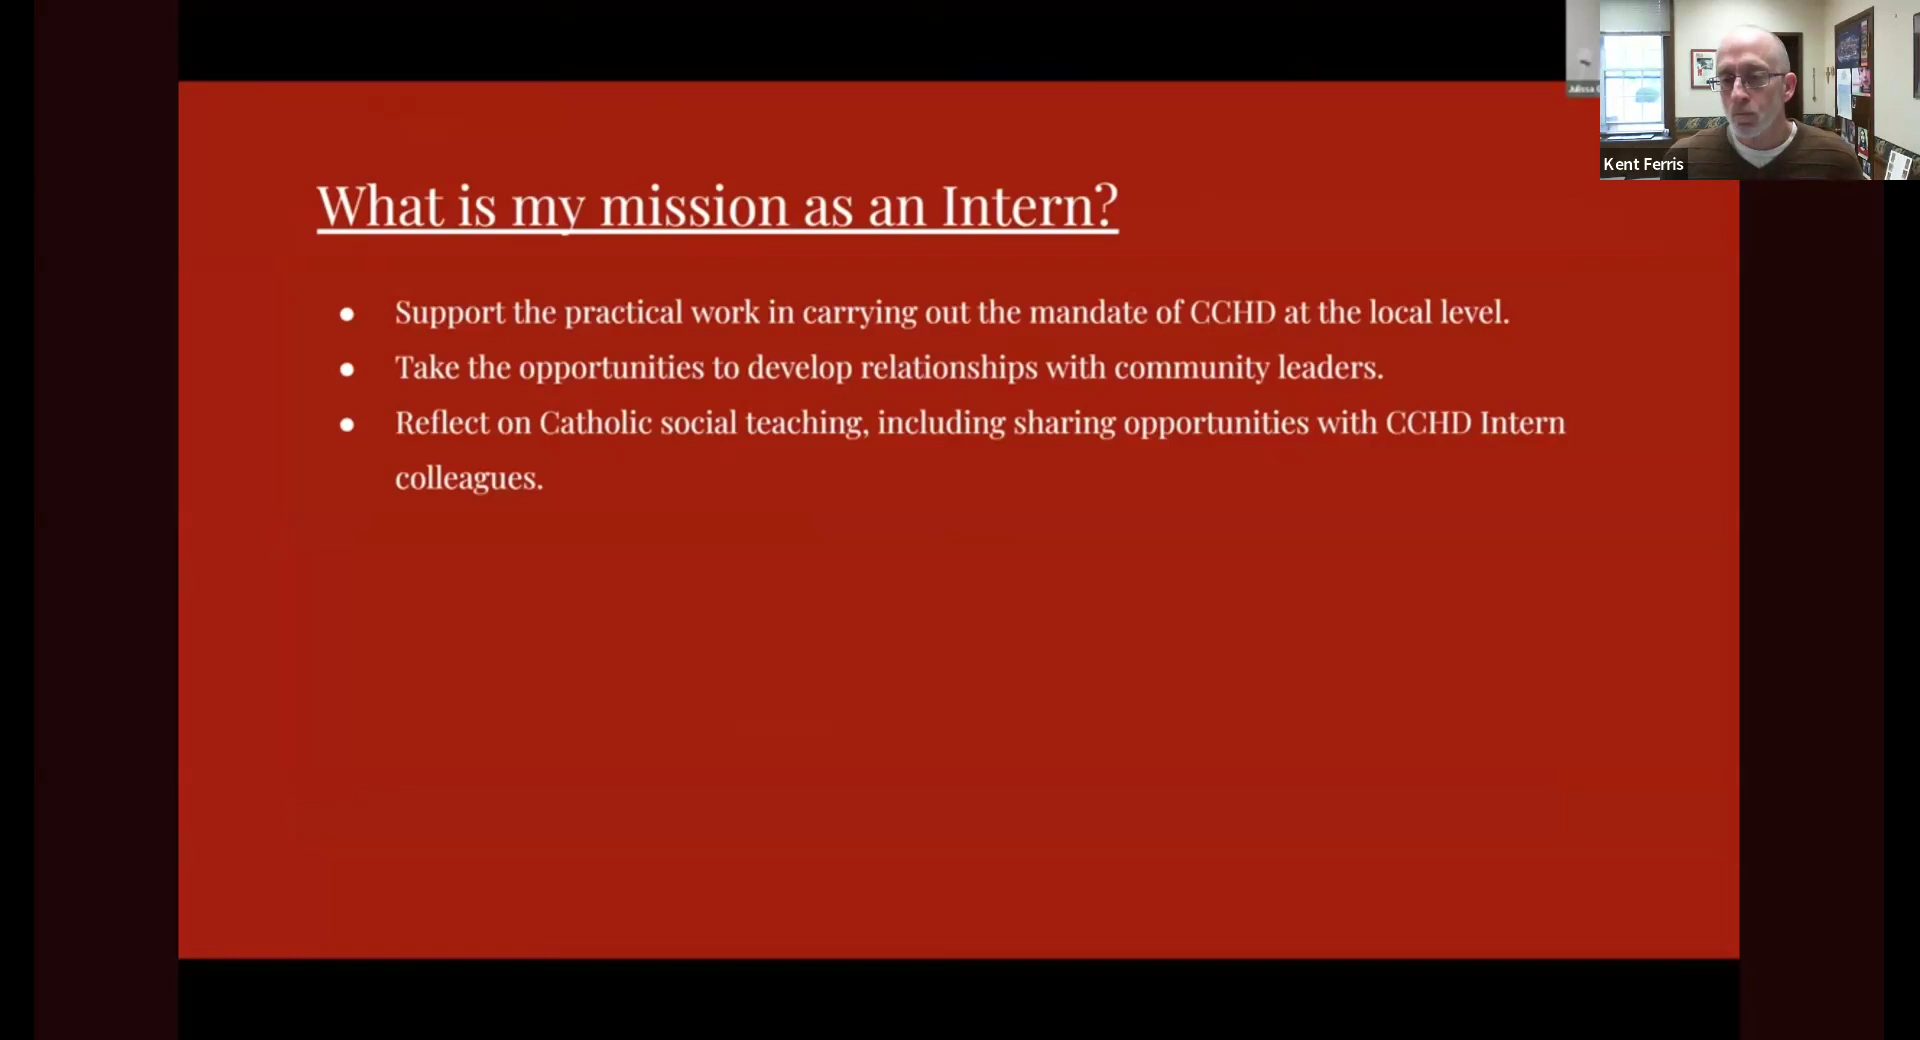 What is my mission as an Intern?
● Support the practical work in carrying out the mandate of CCHD at the local level.
● Take the opportunities to develop relationships with community leaders.
● Reflect on Catholic social teaching, including sharing opportunities with CCHD Intern
colleagues.
Julissa
Kent Ferris